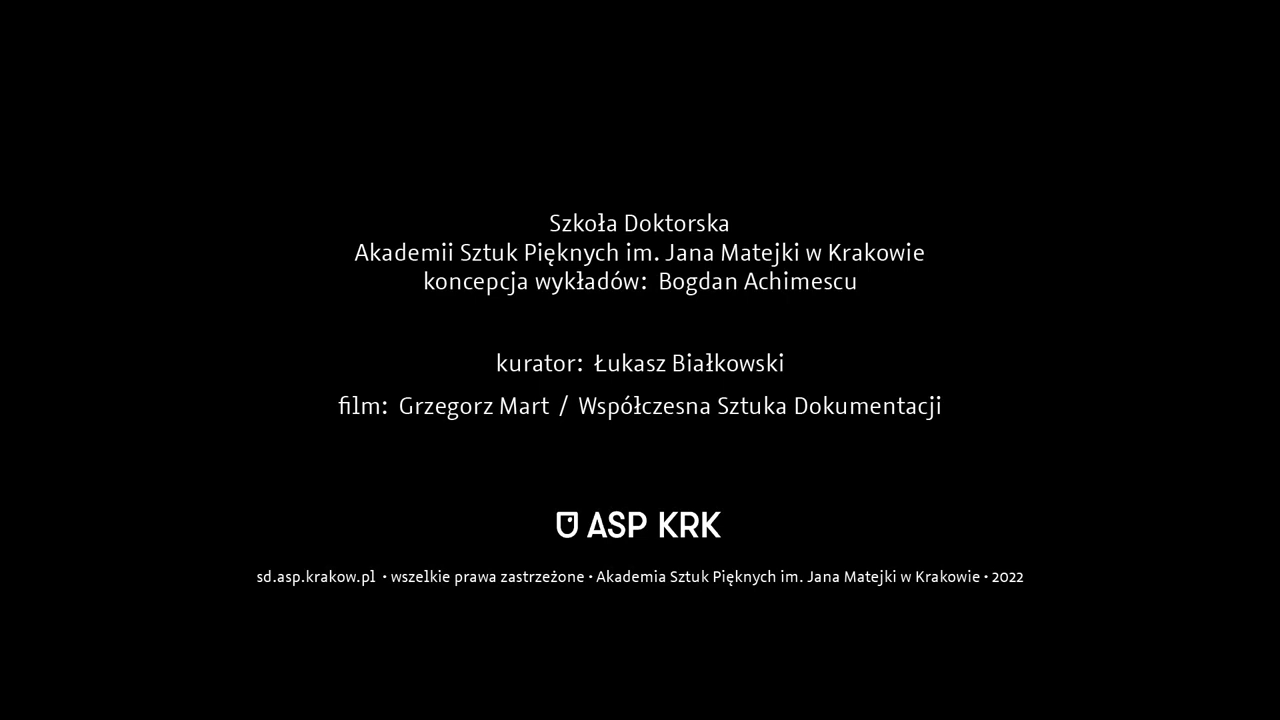 Szkoła Doktorska
Akademii Sztuk Pięknych im. Jana Matejki w Krakowie
koncepcja wykładów: Bogdan Achimescu
kurator: Łukasz Białkowski
film: Grzegorz Mart / Współczesna Sztuka Dokumentacji
ASP KRK
sd.asp.krakow.pl • wszelkie prawa zastrzeżone • Akademia Sztuk Pięknych im. Jana Matejki w Krakowie • 2022